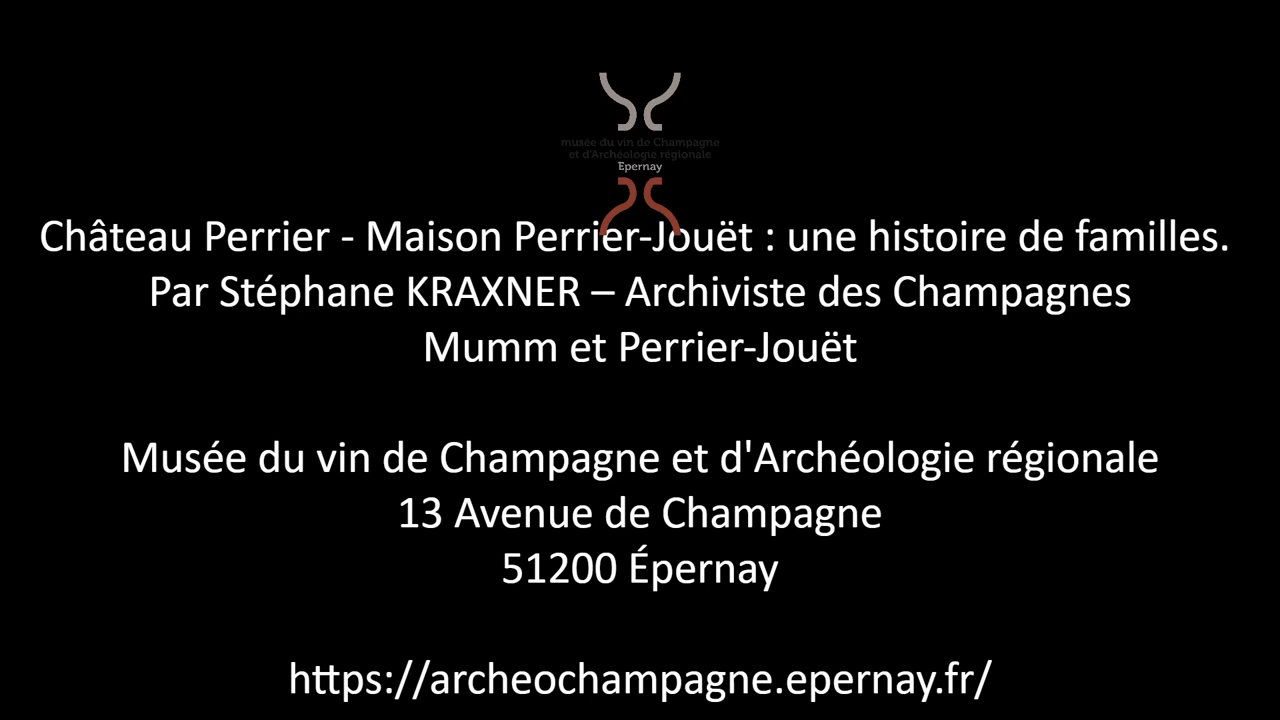 musée du vin de Champagne
et d'Archéologie régionale
Epernay
Château Perrier - Maison Perrier-Jouët : une histoire de familles.
Par Stéphane KRAXNER – Archiviste des Champagnes
Mumm et Perrier-Jouët
Musée du vin de Champagne et d'Archéologie régionale
13 Avenue de Champagne
51200 Épernay
https://archeochampagne.epernay.fr/